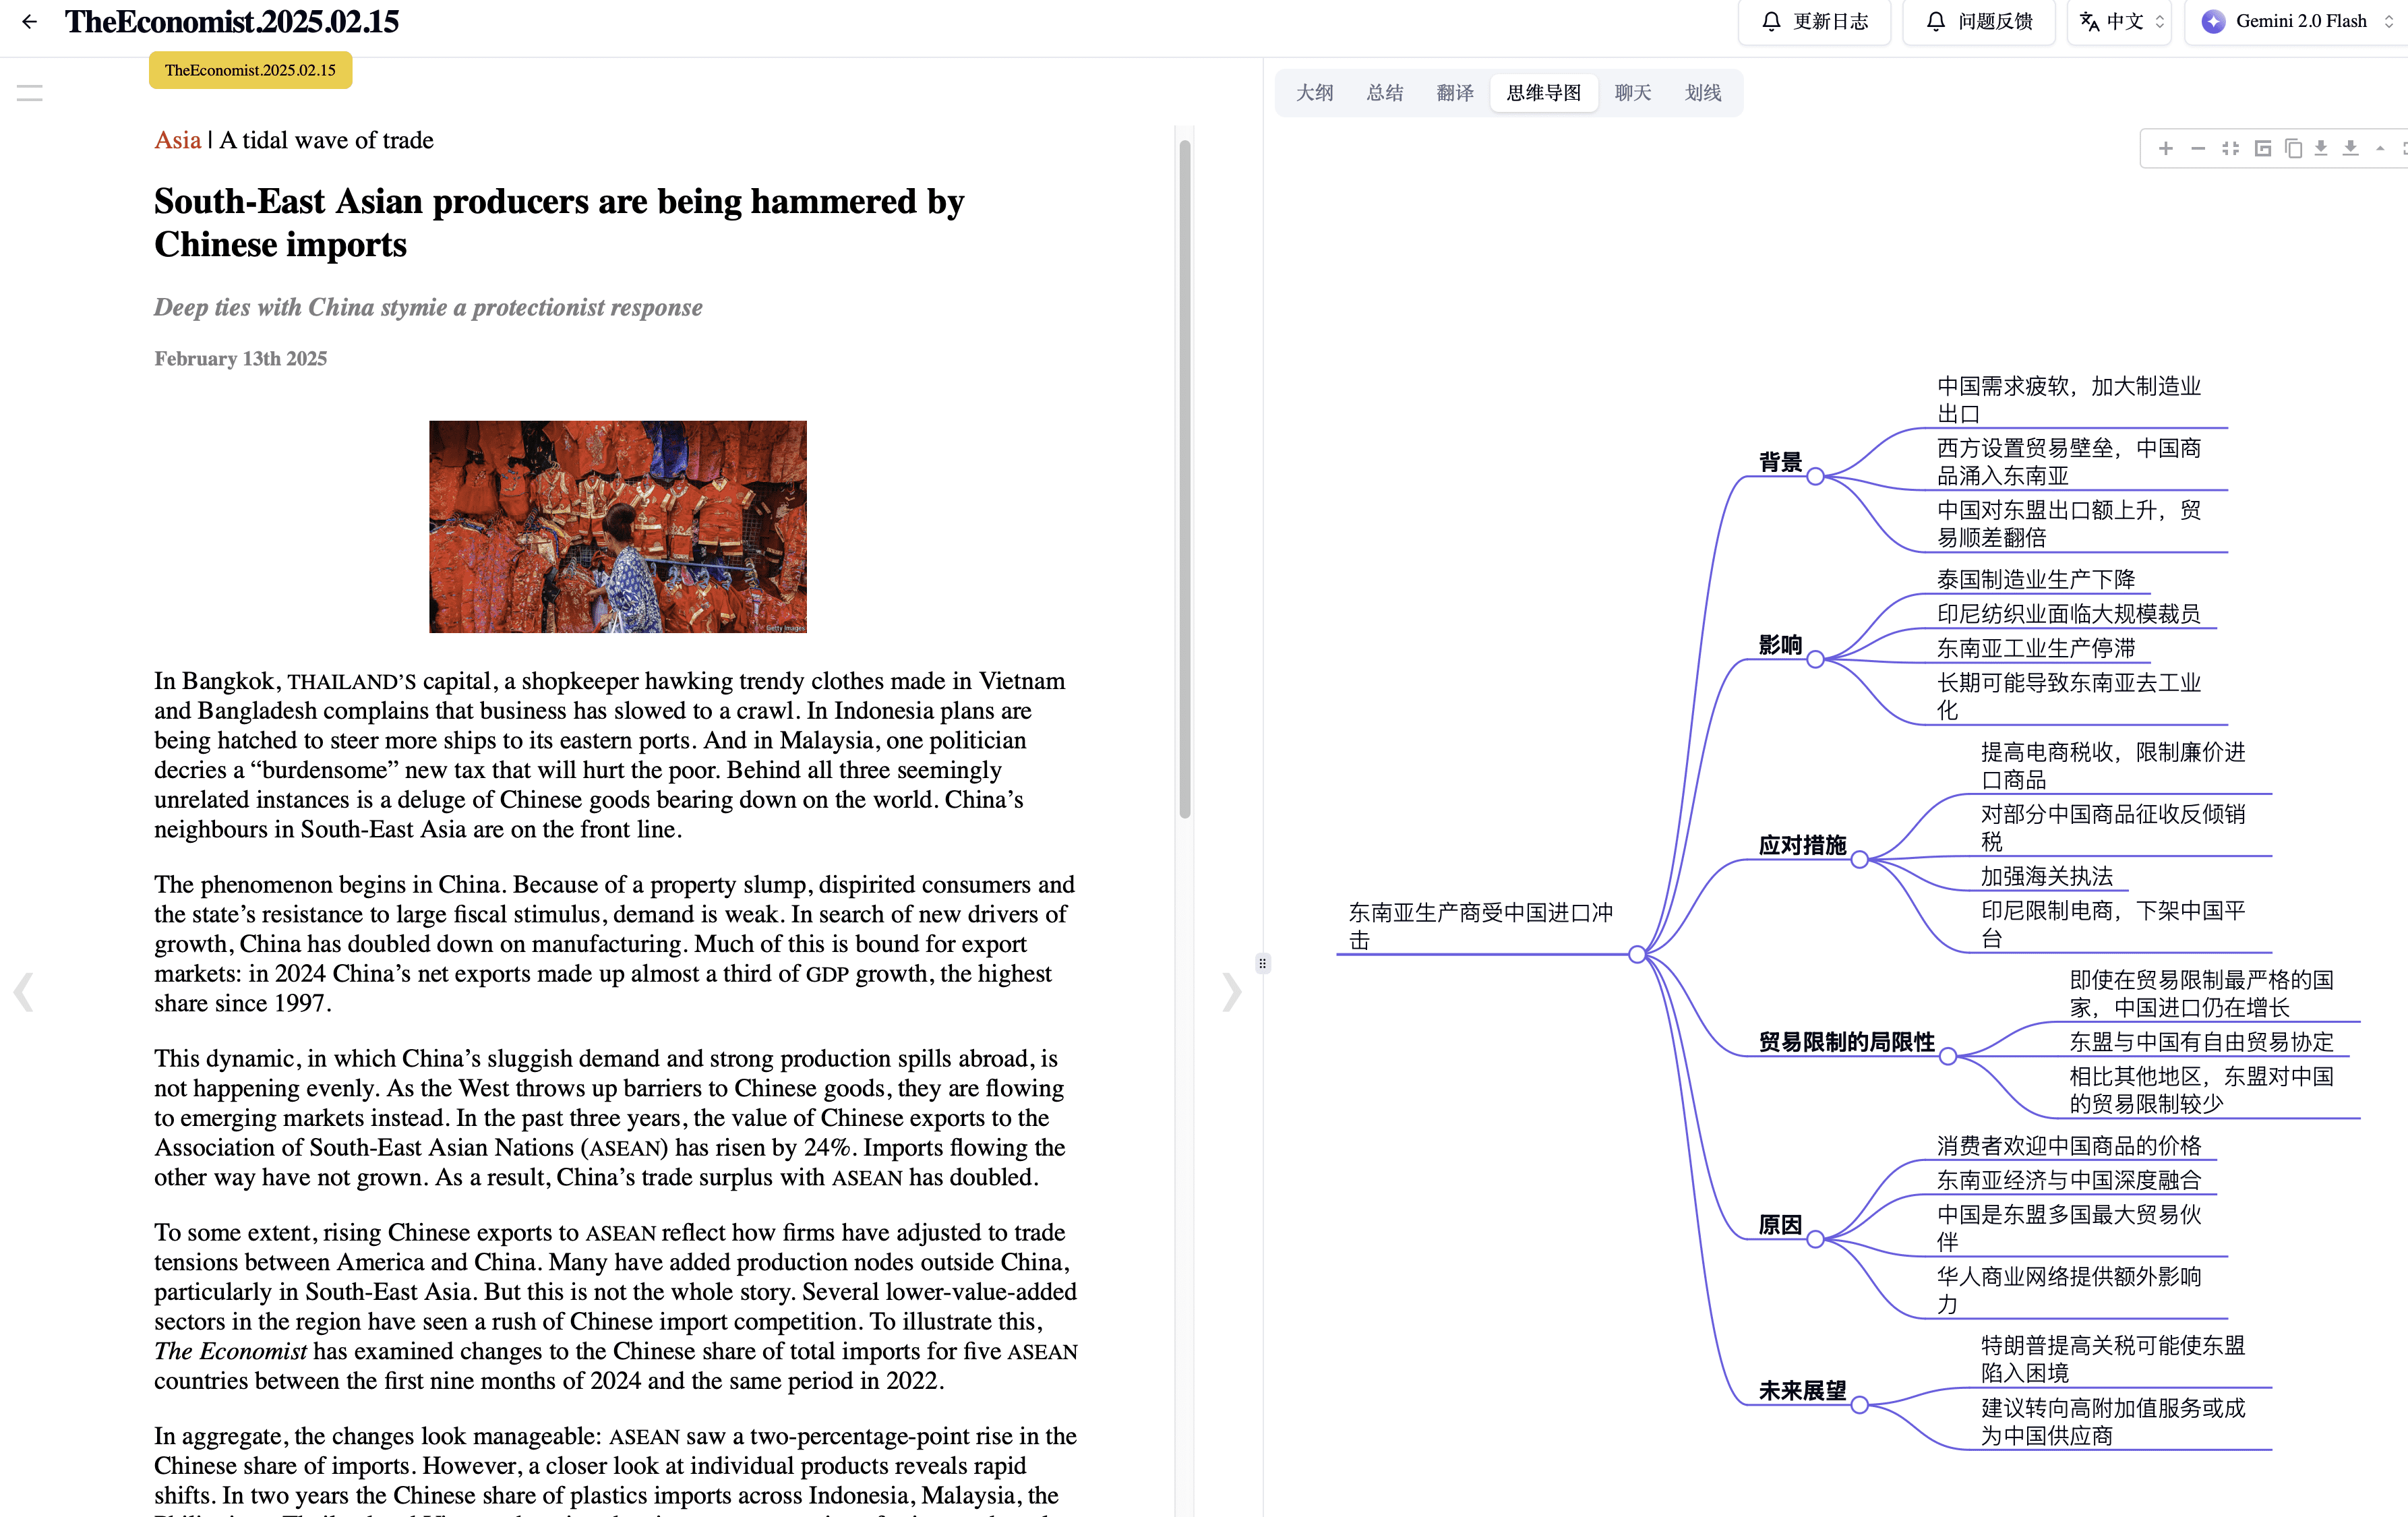 TheEconomist.2025.02.15
更新日志
问题反馈
中文
Gemini 2.0 Flash
TheEconomist.2025.02.15
Asia | A tidal wave of trade
South-East Asian producers are being hammered by
Chinese imports
Deep ties with China stymie a protectionist response
February 13th 2025
Getty Images
In Bangkok, THAILAND’S capital, a shopkeeper hawking trendy clothes made in Vietnam
and Bangladesh complains that business has slowed to a crawl. In Indonesia plans are
being hatched to steer more ships to its eastern ports. And in Malaysia, one politician
decries a “burdensome” new tax that will hurt the poor. Behind all three seemingly
unrelated instances is a deluge of Chinese goods bearing down on the world. China’s
neighbours in South-East Asia are on the front line.
The phenomenon begins in China. Because of a property slump, dispirited consumers and
the state’s resistance to large fiscal stimulus, demand is weak. In search of new drivers of
growth, China has doubled down on manufacturing. Much of this is bound for export
markets: in 2024 China’s net exports made up almost a third of GDP growth, the highest
share since 1997.
This dynamic, in which China’s sluggish demand and strong production spills abroad, is
not happening evenly. As the West throws up barriers to Chinese goods, they are flowing
to emerging markets instead. In the past three years, the value of Chinese exports to the
Association of South-East Asian Nations (ASEAN) has risen by 24%. Imports flowing the
other way have not grown. As a result, China’s trade surplus with ASEAN has doubled.
To some extent, rising Chinese exports to ASEAN reflect how firms have adjusted to trade
tensions between America and China. Many have added production nodes outside China,
particularly in South-East Asia. But this is not the whole story. Several lower-value-added
sectors in the region have seen a rush of Chinese import competition. To illustrate this,
The Economist has examined changes to the Chinese share of total imports for five ASEAN
countries between the first nine months of 2024 and the same period in 2022.
In aggregate, the changes look manageable: ASEAN saw a two-percentage-point rise in the
Chinese share of imports. However, a closer look at individual products reveals rapid
shifts. In two years the Chinese share of plastics imports across Indonesia, Malaysia, the
大纲
总结
翻译
思维导图
聊天
划线
东南亚生产商受中国进口冲
击
背景
中国需求疲软，加大制造业
出口
西方设置贸易壁垒，中国商
品涌入东南亚
中国对东盟出口额上升，贸
易顺差翻倍
影响
泰国制造业生产下降
印尼纺织业面临大规模裁员
东南亚工业生产停滞
长期可能导致东南亚去工业
化
应对措施
提高电商税收，限制廉价进
口商品
对部分中国商品征收反倾销
税
加强海关执法
印尼限制电商，下架中国平
台
贸易限制的局限性
即使在贸易限制最严格的国
家，中国进口仍在增长
东盟与中国有自由贸易协定
相比其他地区，东盟对中国
的贸易限制较少
原因
消费者欢迎中国商品的价格
东南亚经济与中国深度融合
中国是东盟多国最大贸易伙
伴
华人商业网络提供额外影响
力
未来展望
特朗普提高关税可能使东盟
陷入困境
建议转向高附加值服务或成
为中国供应商